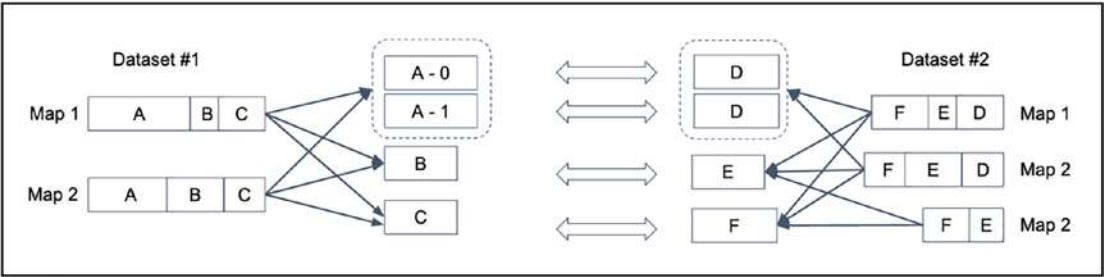 Dataset #1
Map 1 A B C
Map 2 A B C
A - 0
A - 1
B
C
D
D
E
F
Dataset #2
F E D Map 1
F E D Map 2
F E Map 2